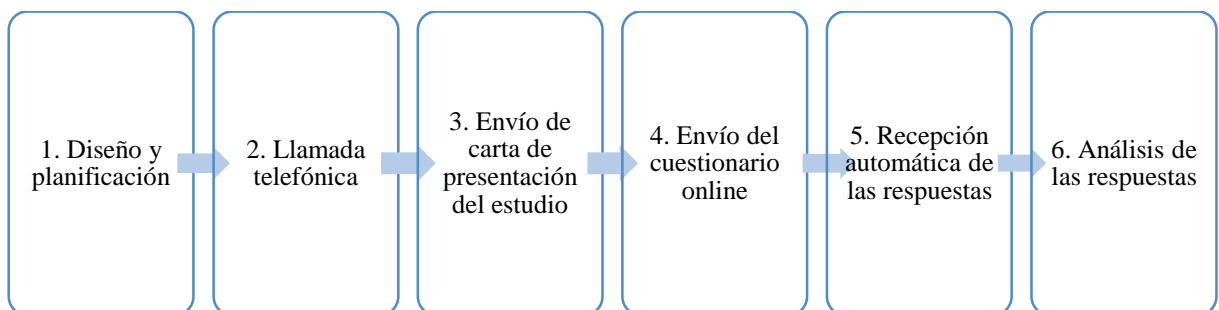 1. Diseño y
planificación
2. Llamada
telefónica
3. Envío de
carta de
presentación
del estudio
4. Envío del
cuestionario
online
5. Recepción
automática de
las respuestas
6. Análisis de
las respuestas